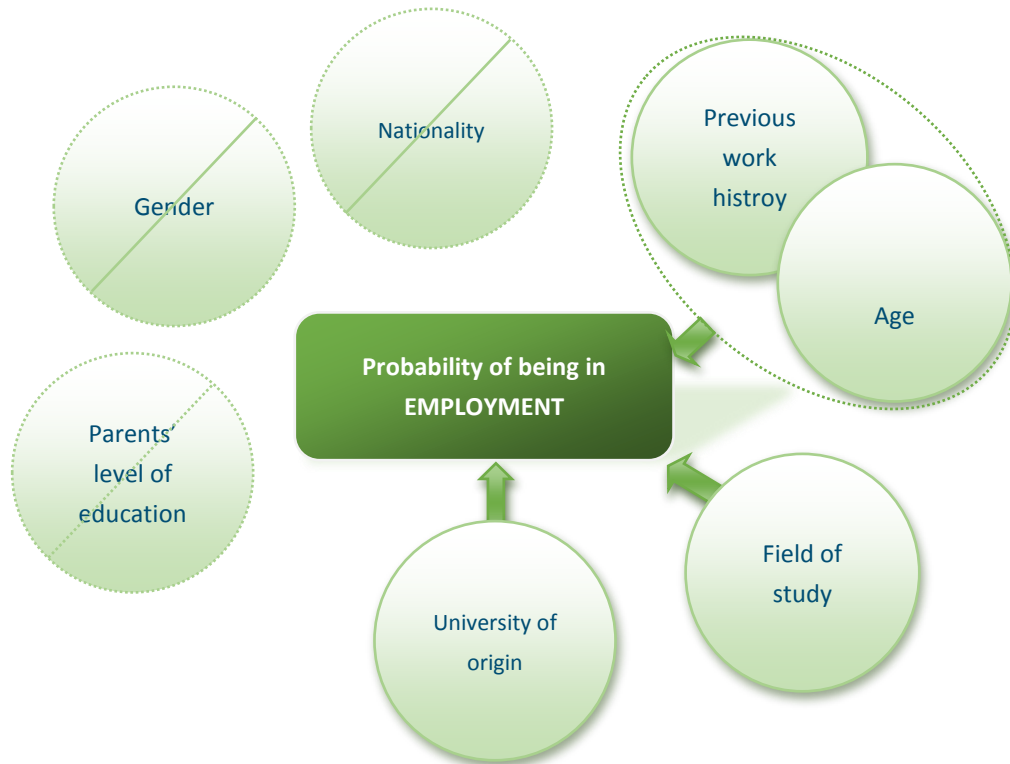 Nationality
Gender
Previous
work
histroy
Age
Probability of being in
EMPLOYMENT
Parents’
level of
education
Field of
study
University of
origin